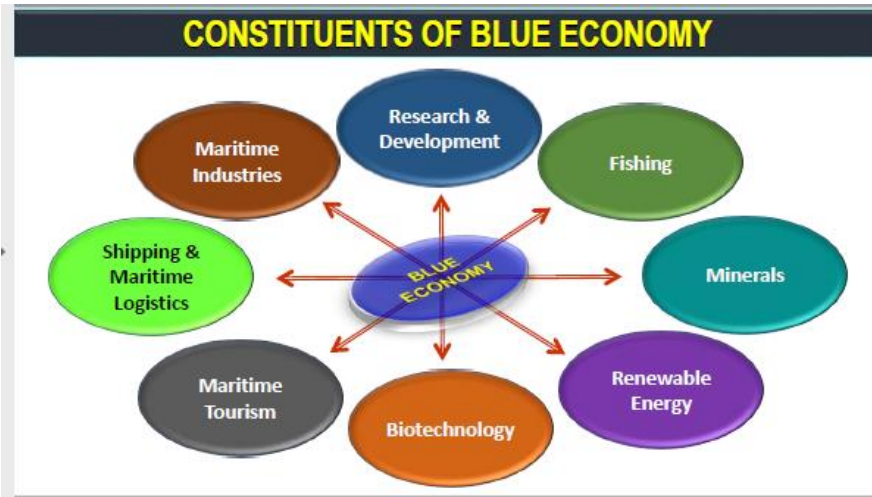 CONSTITUENTS OF BLUE ECONOMY
Research &
Development
Maritime
Industries
Fishing
Shipping &
Maritime
Logistics
BLUE
ECONOMY
Minerals
Maritime
Tourism
Renewable
Energy
Biotechnology